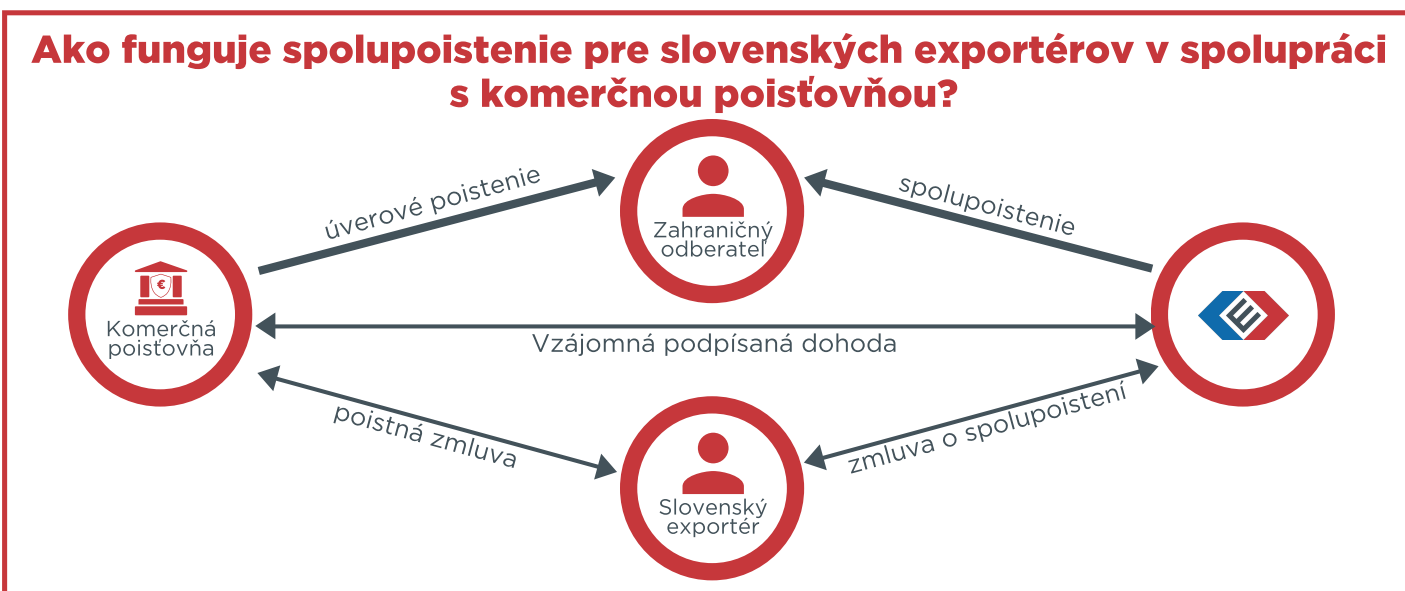 Ako funguje spolupoistenie pre slovenských exportérov v spolupráci
s komerčnou poisťovňou?
úverové poistenie
Zahraničný
odberateľ
spolupoistenie
€
Komerčná
poisťovňa
E
Vzájomná podpísaná dohoda
poistná zmluva
Slovenský
exportér
zmluva o spolupoistení